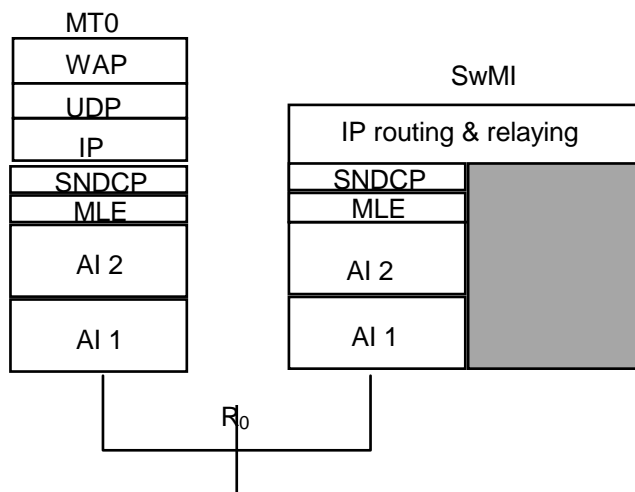 MT0
WAP
UDP
IP
SNDCP
MLE
AI 2
AI 1
SwMI
IP routing & relaying
SNDCP
MLE
AI 2
AI 1
R0